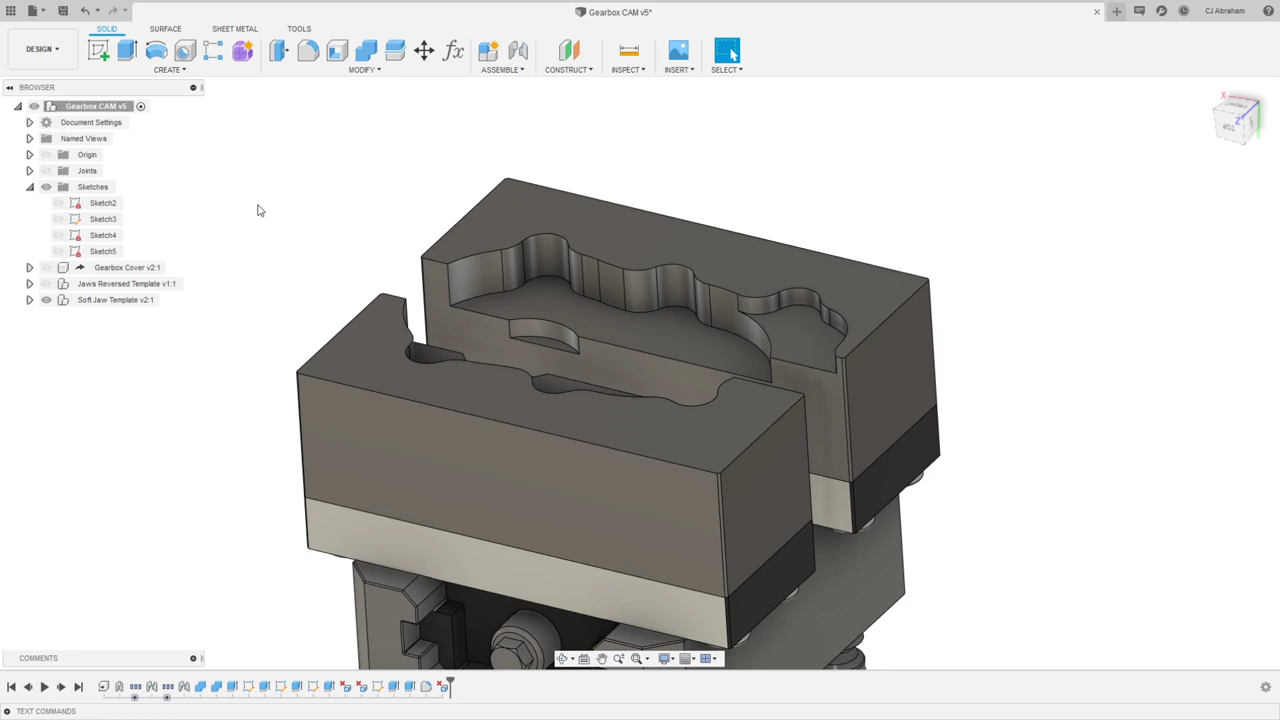 Gearbox CAM v5*
CJ Abraham
DESIGN
SOLID
SURFACE
SHEET METAL
TOOLS
CREATE
MODIFY
ASSEMBLE
CONSTRUCT
INSPECT
INSERT
SELECT
BROWSER
Gearbox CAM v5
Document Settings
Named Views
Origin
Joints
Sketches
Sketch2
Sketch3
Sketch4
Sketch5
Gearbox Cover v2:1
Jaws Reversed Template v1:1
Soft Jaw Template v2:1
X
Z
FRONT
TOP
COMMENTS
TEXT COMMANDS